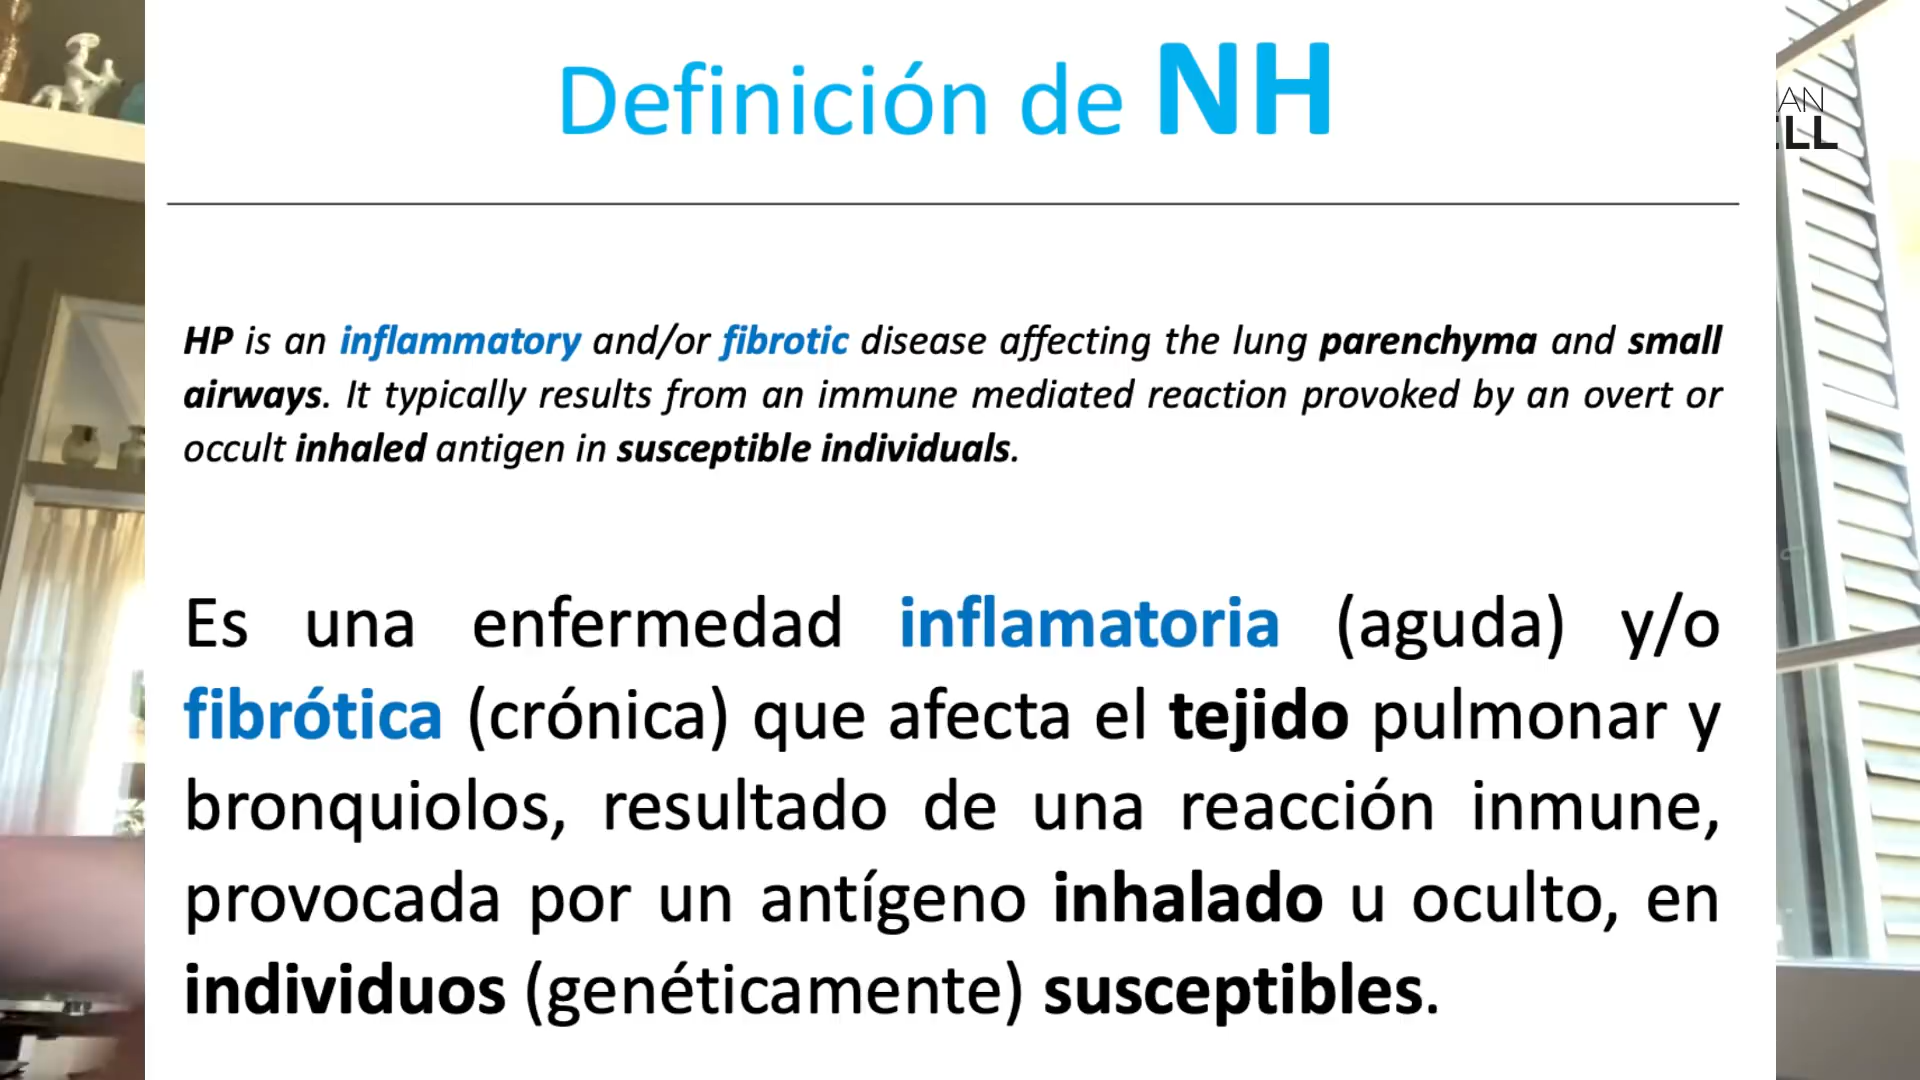 Definición de NH
HP is an inflammatory and/or fibrotic disease affecting the lung parenchyma and small
airways. It typically results from an immune mediated reaction provoked by an overt or
occult inhaled antigen in susceptible individuals.
Es una enfermedad inflamatoria (aguda) y/o
fibrótica (crónica) que afecta el tejido pulmonar y
bronquiolos, resultado de una reacción inmune,
provocada por un antígeno inhalado u oculto, en
individuos (genéticamente) susceptibles.